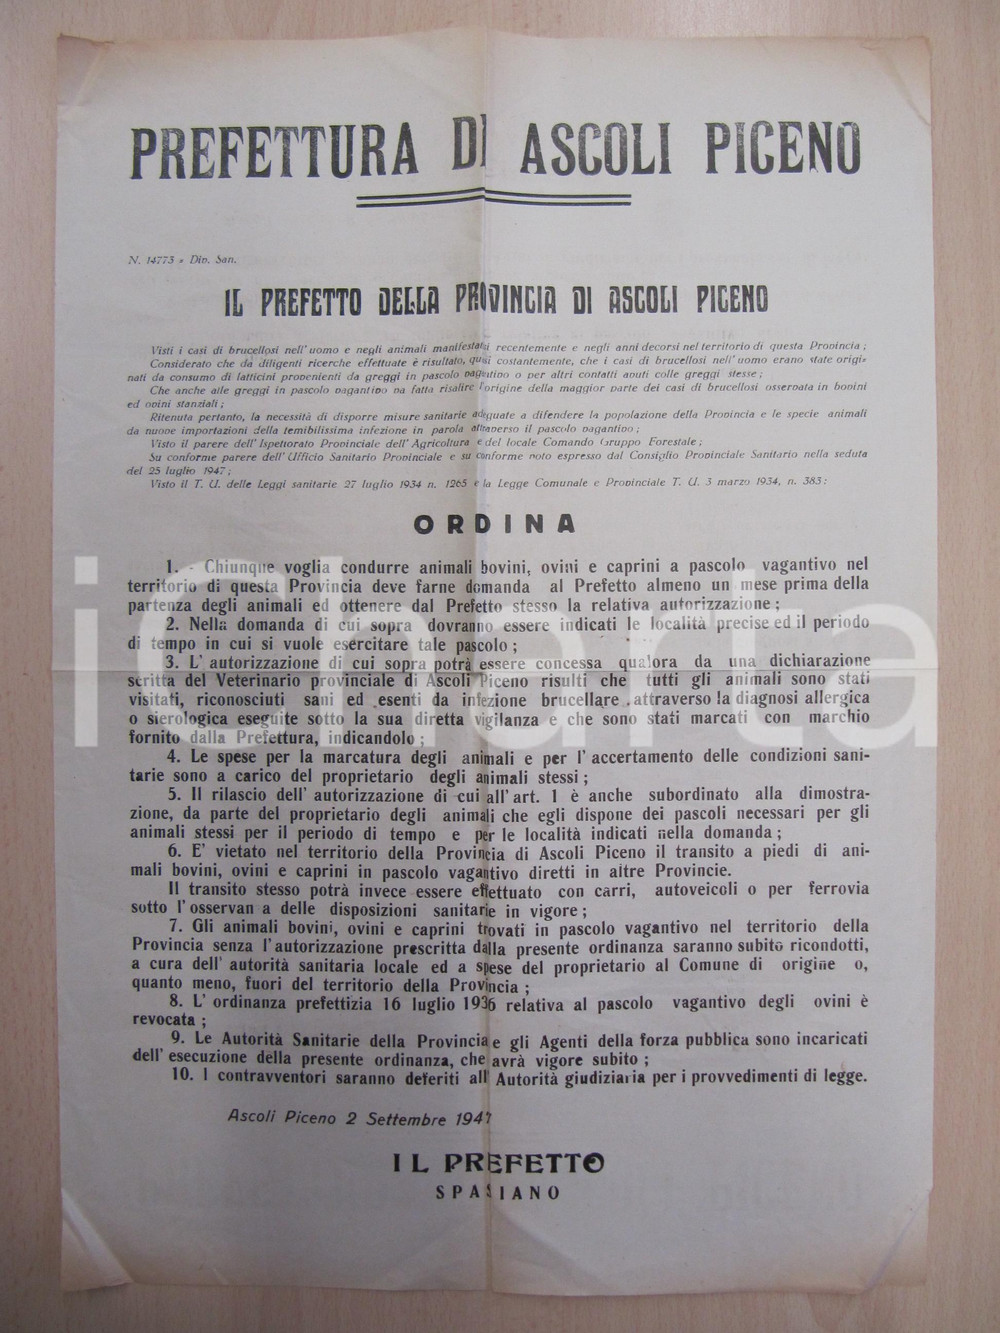 PREFETTURA DI ASCOLI PICENO
N. 14773 - Div. San.
IL PREFETTO DELLA PROVINCIA DI ASCOLI PICENO
Visti i casi di brucellosi nell'uomo e negli animali manifestatisi recentemente e negli anni decorsi nel territorio di questa Provincia;
Considerato che da diligenti ricerche effettuate è risultato, quasi costantemente, che i casi di brucellosi nell'uomo erano state origi-
nati da consumo di latticini provenienti da greggi in pascolo vagantivo o per altri contatti avuti colle greggi stesse;
Che anche alle greggi in pascolo vagantivo va fatta risalire l'origine della maggior parte dei casi di brucellosi osservata in bovini
ed ovini stanziali;
Ritenuta pertanto, la necessità di disporre misure sanitarie adeguate a difendere la popolazione della Provincia e le specie animali
da nuove importazioni della temibilissima infezione in parola attraverso il pascolo vagantivo;
Visto il parere dell'Ispettorato Provinciale dell'Agricoltura e del locale Comando Gruppo Forestale;
Su conforme parere dell'Ufficio Sanitario Provinciale e su conforme voto espresso dal Consiglio Provinciale Sanitario nella seduta
del 25 luglio 1947;
Visto il T. U. delle Leggi sanitarie 27 luglio 1934 n. 1265 e la Legge Comunale e Provinciale T. U. 3 marzo 1934, n. 383:
ORDINA
1. - Chiunque voglia condurre animali bovini, ovini e caprini a pascolo vagantivo nel
territorio di questa Provincia deve farne domanda al Prefetto almeno un mese prima della
partenza degli animali ed ottenere dal Prefetto stesso la relativa autorizzazione;
2. Nella domanda di cui sopra dovranno essere indicati le località precise ed il periodo
di tempo in cui si vuole esercitare tale pascolo;
3. L'autorizzazione di cui sopra potrà essere concessa qualora da una dichiarazione
scritta del Veterinario provinciale di Ascoli Piceno risulti che tutti gli animali sono stati
visitati, riconosciuti sani ed esenti da infezione brucellare attraverso la diagnosi allergica
o sierologica eseguite sotto la sua diretta vigilanza e che sono stati marcati con marchio
fornito dalla Prefettura, indicandolo;
4. Le spese per la marcatura degli animali e per l'accertamento delle condizioni sani-
tarie sono a carico del proprietario degli animali stessi;
5. Il rilascio dell'autorizzazione di cui all'art. 1 è anche subordinato alla dimostra-
zione, da parte del proprietario degli animali che egli dispone dei pascoli necessari per gli
animali stessi per il periodo di tempo e per le località indicati nella domanda;
6. E' vietato nel territorio della Provincia di Ascoli Piceno il transito a piedi di ani-
mali bovini, ovini e caprini in pascolo vagantivo diretti in altre Provincie.
Il transito stesso potrà invece essere effettuato con carri, autoveicoli o per ferrovia
sotto l'osservan a delle disposizioni sanitarie in vigore;
7. Gli animali bovini, ovini e caprini trovati in pascolo vagantivo nel territorio della
Provincia senza l'autorizzazione prescritta dalla presente ordinanza saranno subito ricondotti,
a cura dell'autorità sanitaria locale ed a spese del proprietario al Comune di origine o,
quanto meno, fuori del territorio della Provincia;
8. L'ordinanza prefettizia 16 luglio 1936 relativa al pascolo vagantivo degli ovini è
revocata;
9. Le Autorità Sanitarie della Provincia e gli Agenti della forza pubblica sono incaricati
dell'esecuzione della presente ordinanza, che avrà vigore subito;
10. I contravventori saranno deferiti all'Autorità giudiziaria per i provvedimenti di legge.
Ascoli Piceno 2 Settembre 1947
IL PREFETTO
SPASIANO
iCharta